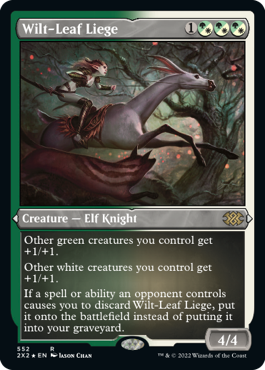 Wilt-Leaf Liege 1
Creature — Elf Knight
Other green creatures you control get
+1/+1.
Other white creatures you control get
+1/+1.
If a spell or ability an opponent controls
causes you to discard Wilt-Leaf Liege, put
it onto the battlefield instead of putting it
into your graveyard.
4/4
552 R
2X2 ★ EN Jason Chan
™ & © 2022 Wizards of the Coast